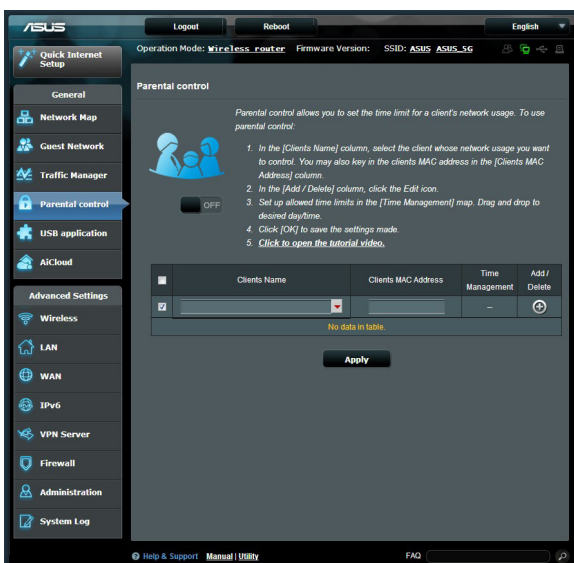 ASUS
Logout Reboot English
Quick Internet
Setup
Operation Mode: Wireless router Firmware Version: SSID: ASUS ASUS_5G
General
Network Map
Guest Network
Traffic Manager
Parental control
USB application
AiCloud
Advanced Settings
Wireless
LAN
WAN
IPv6
VPN Server
Firewall
Administration
System Log
Parental control
Parental control allows you to set the time limit for a client's network usage. To use
parental control:
1. In the [Clients Name] column, select the client whose network usage you want
to control. You may also key in the clients MAC address in the [Clients MAC
Address] column.
2. In the [Add / Delete] column, click the Edit icon.
3. Set up allowed time limits in the [Time Management] map. Drag and drop to
desired day/time.
4. Click [OK] to save the settings made.
5. Click to open the tutorial video.
OFF
Clients Name Clients MAC Address Time
Management Add /
Delete
--
No data in table.
Apply
Help & Support Manual | Utility FAQ